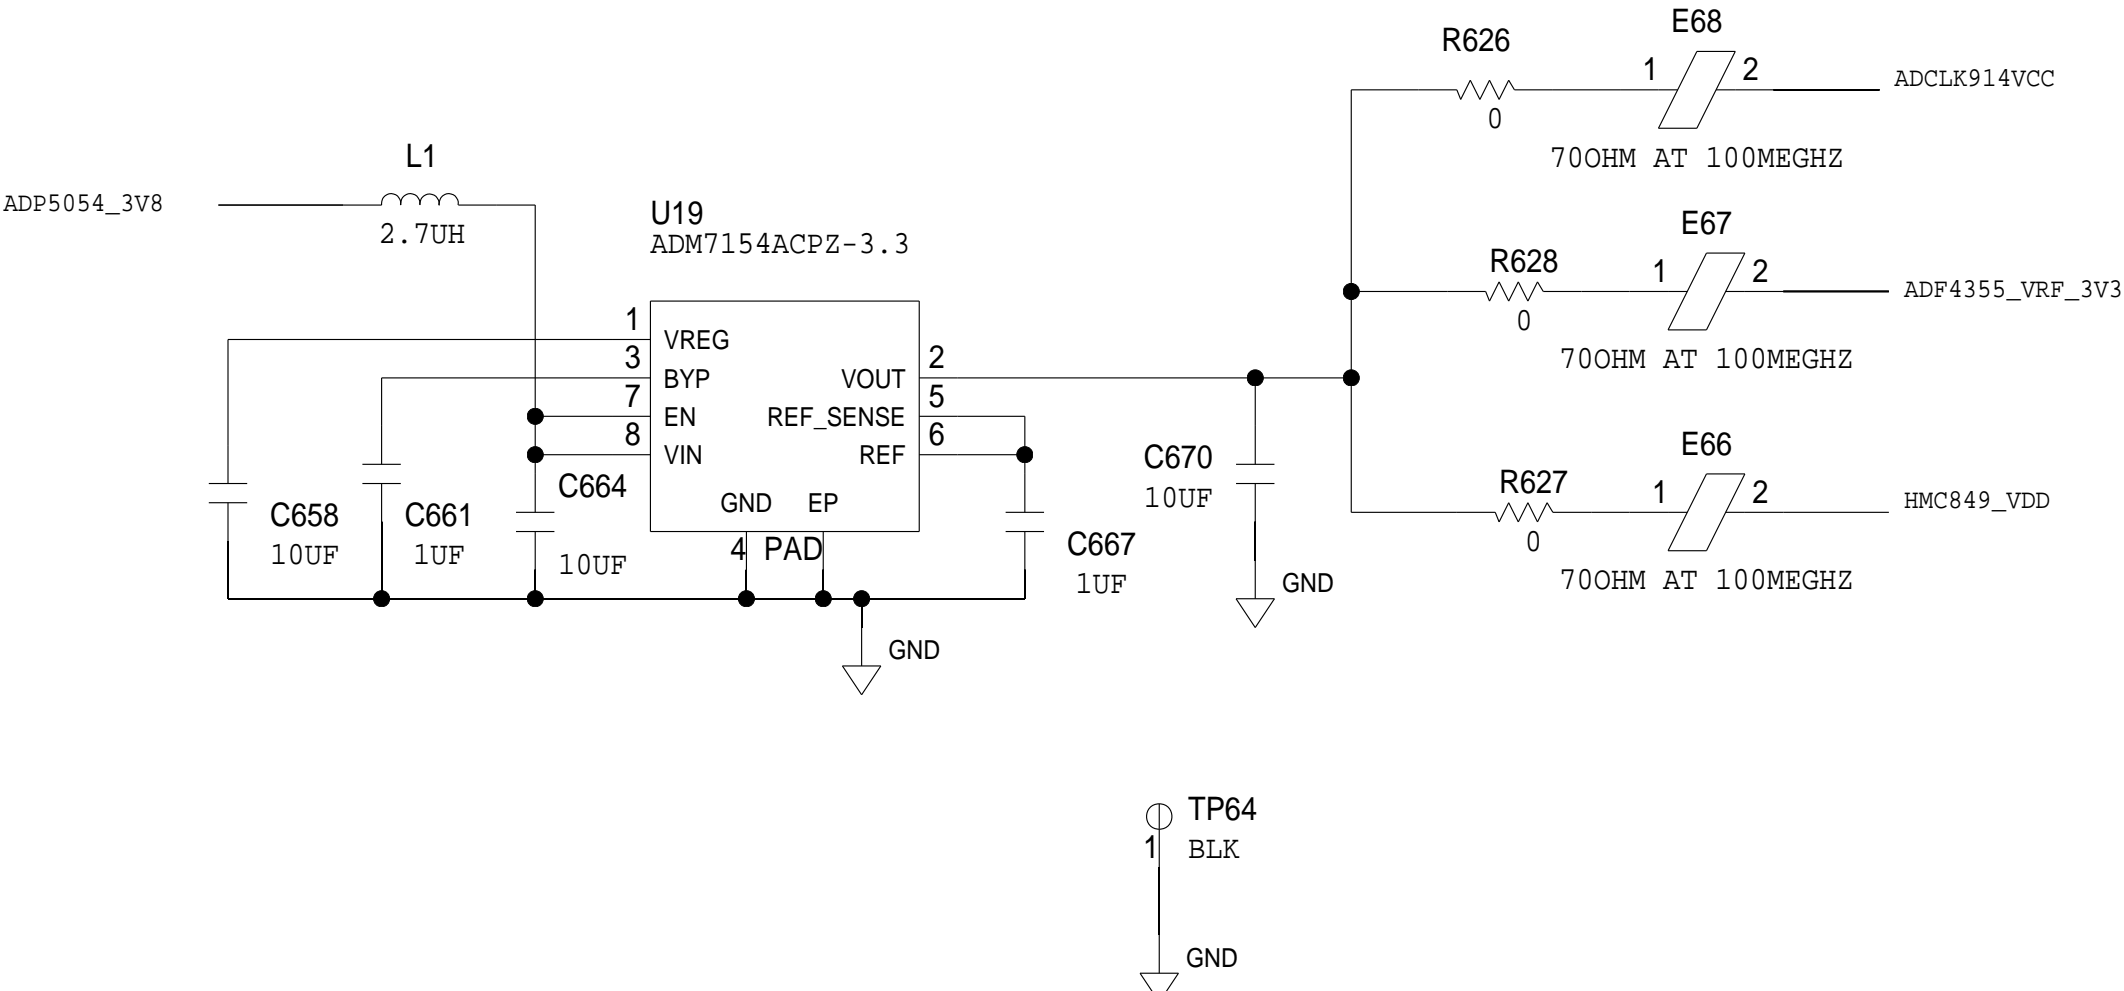 E68
R626
1
2
ADCLK914VCC
0
70OHM AT 100MEGHZ
L1
ADP5054_3V8
2.7UH
U19
ADM7154ACPZ-3.3
E67
R628
1
2
ADF4355_VRF_3V3
0
70OHM AT 100MEGHZ
1
VREG
3
BYP
VOUT
2
7
EN
REF_SENSE
5
8
VIN
REF
6
GND
EP
4
PAD
C658
10UF
C661
1UF
C664
10UF
C667
1UF
C670
10UF
GND
GND
E66
R627
1
2
HMC849_VDD
0
70OHM AT 100MEGHZ
TP64
1
BLK
GND